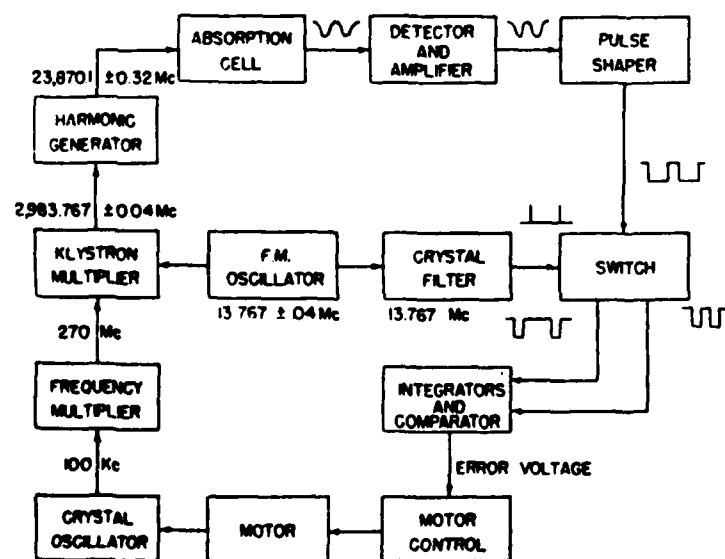 ABSORPTION
CELL
DETECTOR
AND
AMPLIFIER
PULSE
SHAPER
23,870.1 ±0.32 Mc
HARMONIC
GENERATOR
2,983.767 ±0.04 Mc
KLYSTRON
MULTIPLIER
F.M.
OSCILLATOR
CRYSTAL
FILTER
SWITCH
13.767 ± .04 Mc
13.767 Mc
270 Mc
FREQUENCY
MULTIPLIER
INTEGRATORS
AND
COMPARATOR
100 Kc
ERROR VOLTAGE
CRYSTAL
OSCILLATOR
MOTOR
MOTOR
CONTROL